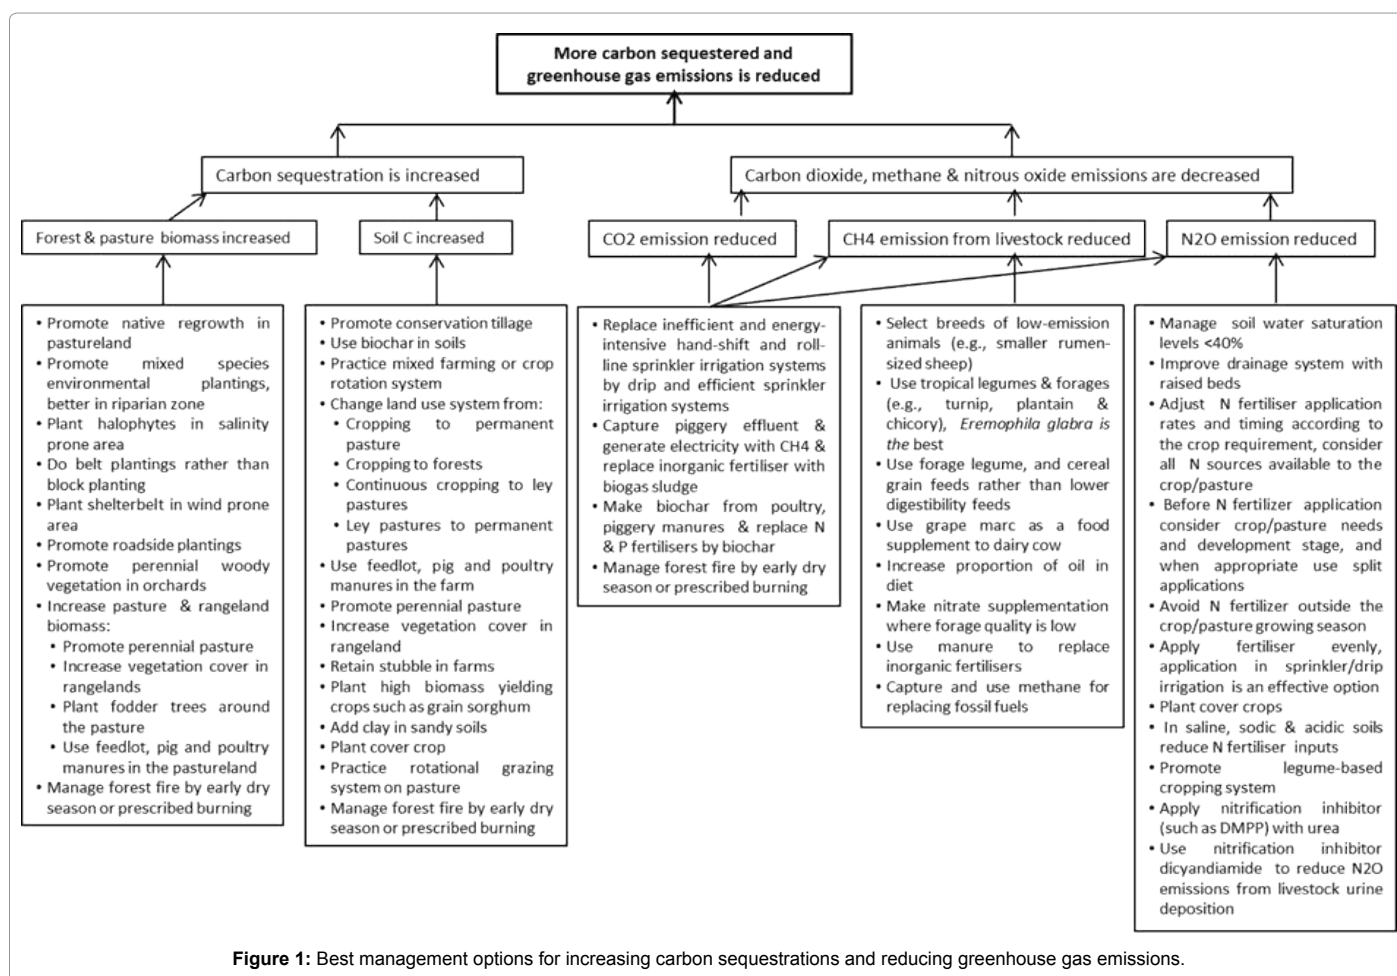 More carbon sequestered and
greenhouse gas emissions is reduced
Carbon sequestration is increased
Carbon dioxide, methane & nitrous oxide emissions are decreased
Forest & pasture biomass increased
Soil C increased
CO2 emission reduced
CH4 emission from livestock reduced
N2O emission reduced
• Promote native regrowth in
pastureland
• Promote mixed species
environmental plantings,
better in riparian zone
• Plant halophytes in salinity
prone area
• Do belt plantings rather than
block planting
• Plant shelterbelt in wind prone
area
• Promote roadside plantings
• Promote perennial woody
vegetation in orchards
• Increase pasture & rangeland
biomass:
• Promote perennial pasture
• Increase vegetation cover in
rangelands
• Plant fodder trees around
the pasture
• Use feedlot, pig and poultry
manures in the pastureland
• Manage forest fire by early dry
season or prescribed burning
• Promote conservation tillage
• Use biochar in soils
• Practice mixed farming or crop
rotation system
• Change land use system from:
• Cropping to permanent
pasture
• Cropping to forests
• Continuous cropping to ley
pastures
• Ley pastures to permanent
pastures
• Use feedlot, pig and poultry
manures in the farm
• Promote perennial pasture
• Increase vegetation cover in
rangeland
• Retain stubble in farms
• Plant high biomass yielding
crops such as grain sorghum
• Add clay in sandy soils
• Plant cover crop
• Practice rotational grazing
system on pasture
• Manage forest fire by early dry
season or prescribed burning
• Replace inefficient and energy-
intensive hand-shift and roll-
line sprinkler irrigation systems
by drip and efficient sprinkler
irrigation systems
• Capture piggery effluent &
generate electricity with CH4 &
replace inorganic fertiliser with
biogas sludge
• Make biochar from poultry,
piggery manures & replace N
& P fertilisers by biochar
• Manage forest fire by early dry
season or prescribed burning
• Select breeds of low-emission
animals (e.g., smaller rumen-
sized sheep)
• Use tropical legumes & forages
(e.g., turnip, plantain &
chicory), Eremophila glabra is
the best
• Use forage legume, and cereal
grain feeds rather than lower
digestibility feeds
• Use grape marc as a food
supplement to dairy cow
• Increase proportion of oil in
diet
• Make nitrate supplementation
where forage quality is low
• Use manure to replace
inorganic fertilisers
• Capture and use methane for
replacing fossil fuels
• Manage soil water saturation
levels <40%
• Improve drainage system with
raised beds
• Adjust N fertiliser application
rates and timing according to
the crop requirement, consider
all N sources available to the
crop/pasture
• Before N fertilizer application
consider crop/pasture needs
and development stage, and
when appropriate use split
applications
• Avoid N fertilizer outside the
crop/pasture growing season
• Apply fertiliser evenly,
application in sprinkler/drip
irrigation is an effective option
• Plant cover crops
• In saline, sodic & acidic soils
reduce N fertiliser inputs
• Promote legume-based
cropping system
• Apply nitrification inhibitor
(such as DMPP) with urea
• Use nitrification inhibitor
dicyandiamide to reduce N2O
emissions from livestock urine
deposition
Figure 1: Best management options for increasing carbon sequestrations and reducing greenhouse gas emissions.